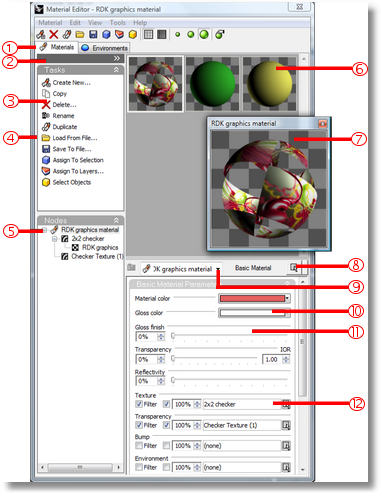 Material Editor - RDK graphics material
Material Edit View Tools Help
① Materials Environments
②
Tasks
Create New...
Copy
③ Delete...
Rename
Duplicate
④ Load From File...
Save To File...
Assign To Selection
Assign To Layers...
Select Objects
⑥
RDK graphics material
⑦
Nodes
⑤ RDK graphics material
2x2 checker
RDK graphics
Checker Texture (1)
DK graphics material Basic Material ⑧
⑨
Basic Material Parameters
Material color
Gloss color ⑩
Gloss finish ⑪
0%
Transparency IOR
0% 1.00
Reflectivity
0%
Texture
Filter 100% 2x2 checker ⑫
Transparency
Filter 100% Checker Texture (1)
Bump
Filter 100% (none)
Environment
Filter 100% (none)